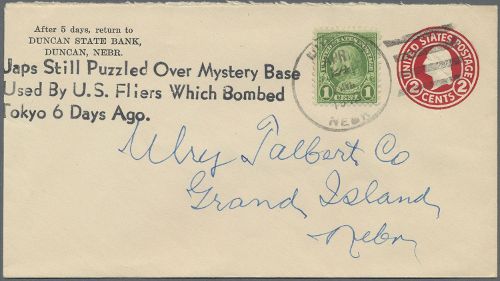 After 5 days, return to
DUNCAN STATE BANK,
DUNCAN, NEBR.
Japs Still Puzzled Over Mystery Base
Used By U.S. Fliers Which Bombed
Tokyo 6 Days Ago.
1 CENT 1
NEBR
UNITED STATES POSTAGE
2 CENTS 2
Ulry Talbert Co
Grand Island
Nebr